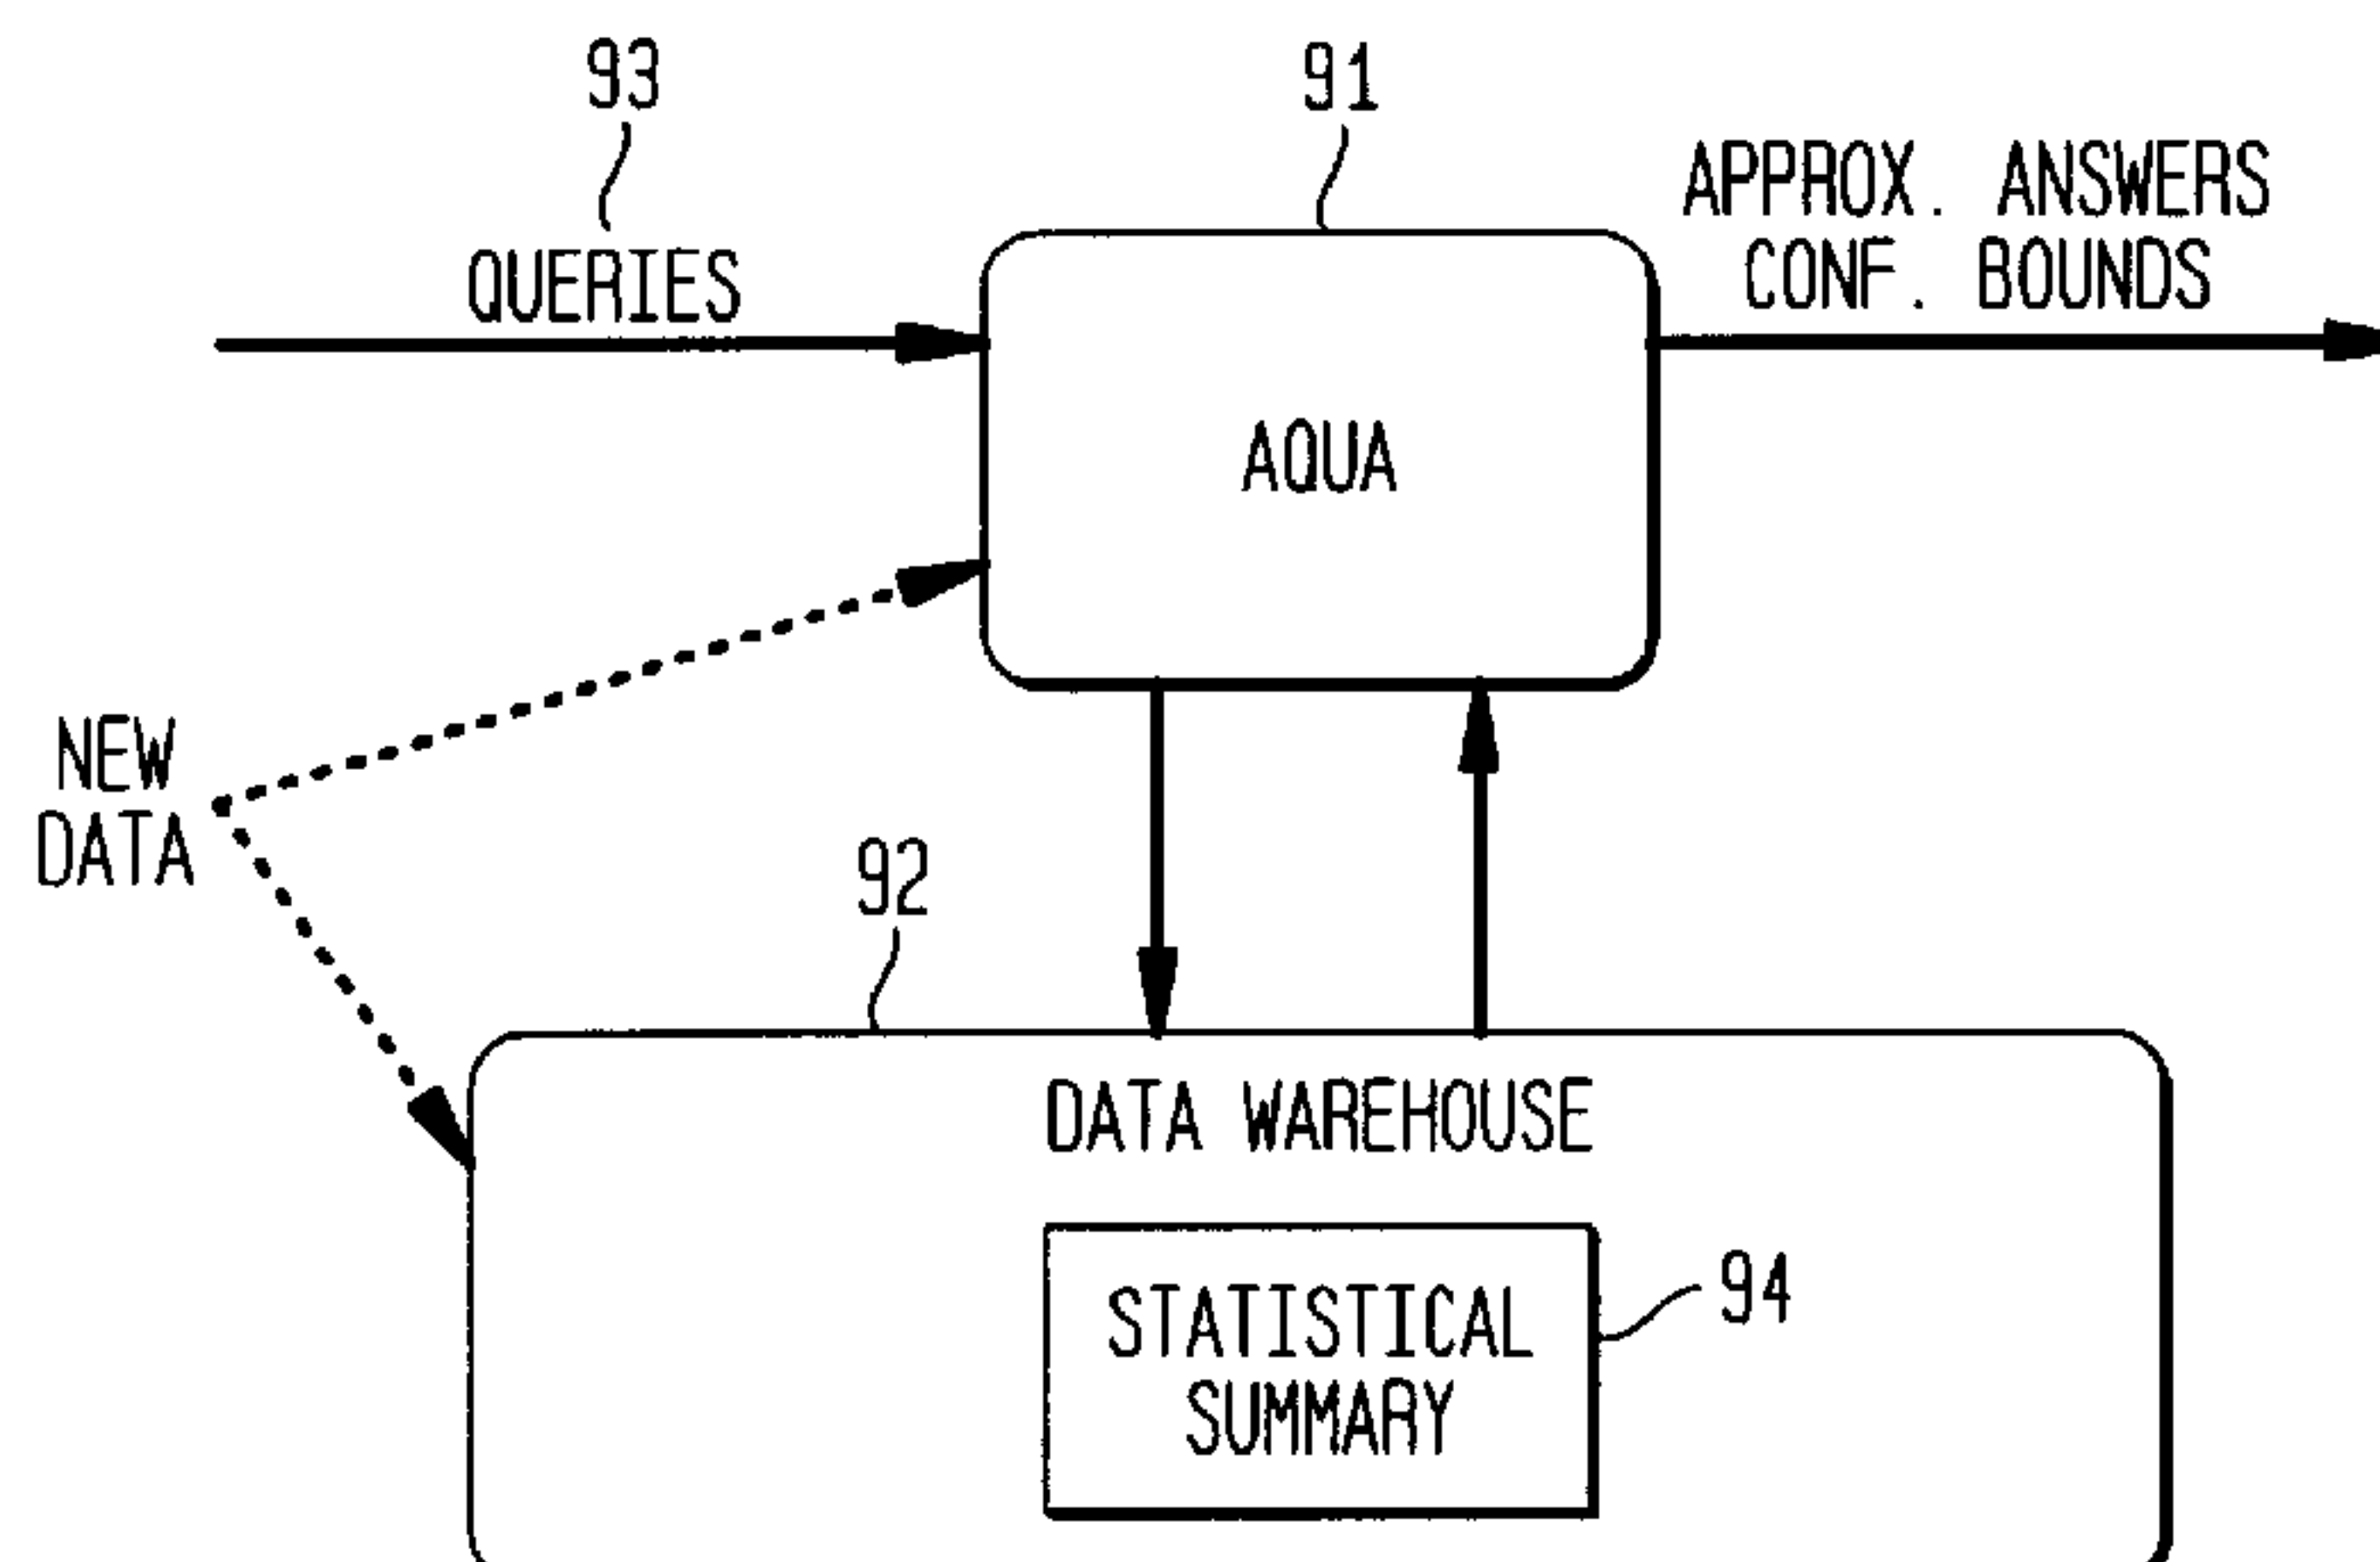 93
91
APPROX. ANSWERS
CONF. BOUNDS
QUERIES
AQUA
NEW
DATA
92
DATA WAREHOUSE
STATISTICAL
SUMMARY
94